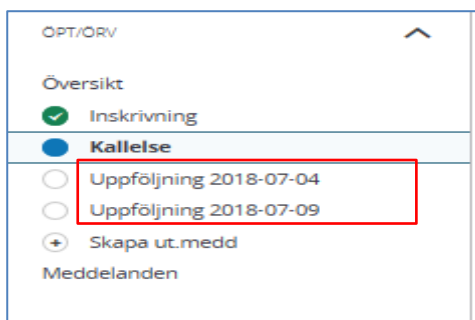 ÖPT/ÖRV
Översikt
Inskrivning
Kallelse
Uppföljning 2018-07-04
Uppföljning 2018-07-09
Skapa ut.medd
Meddelanden